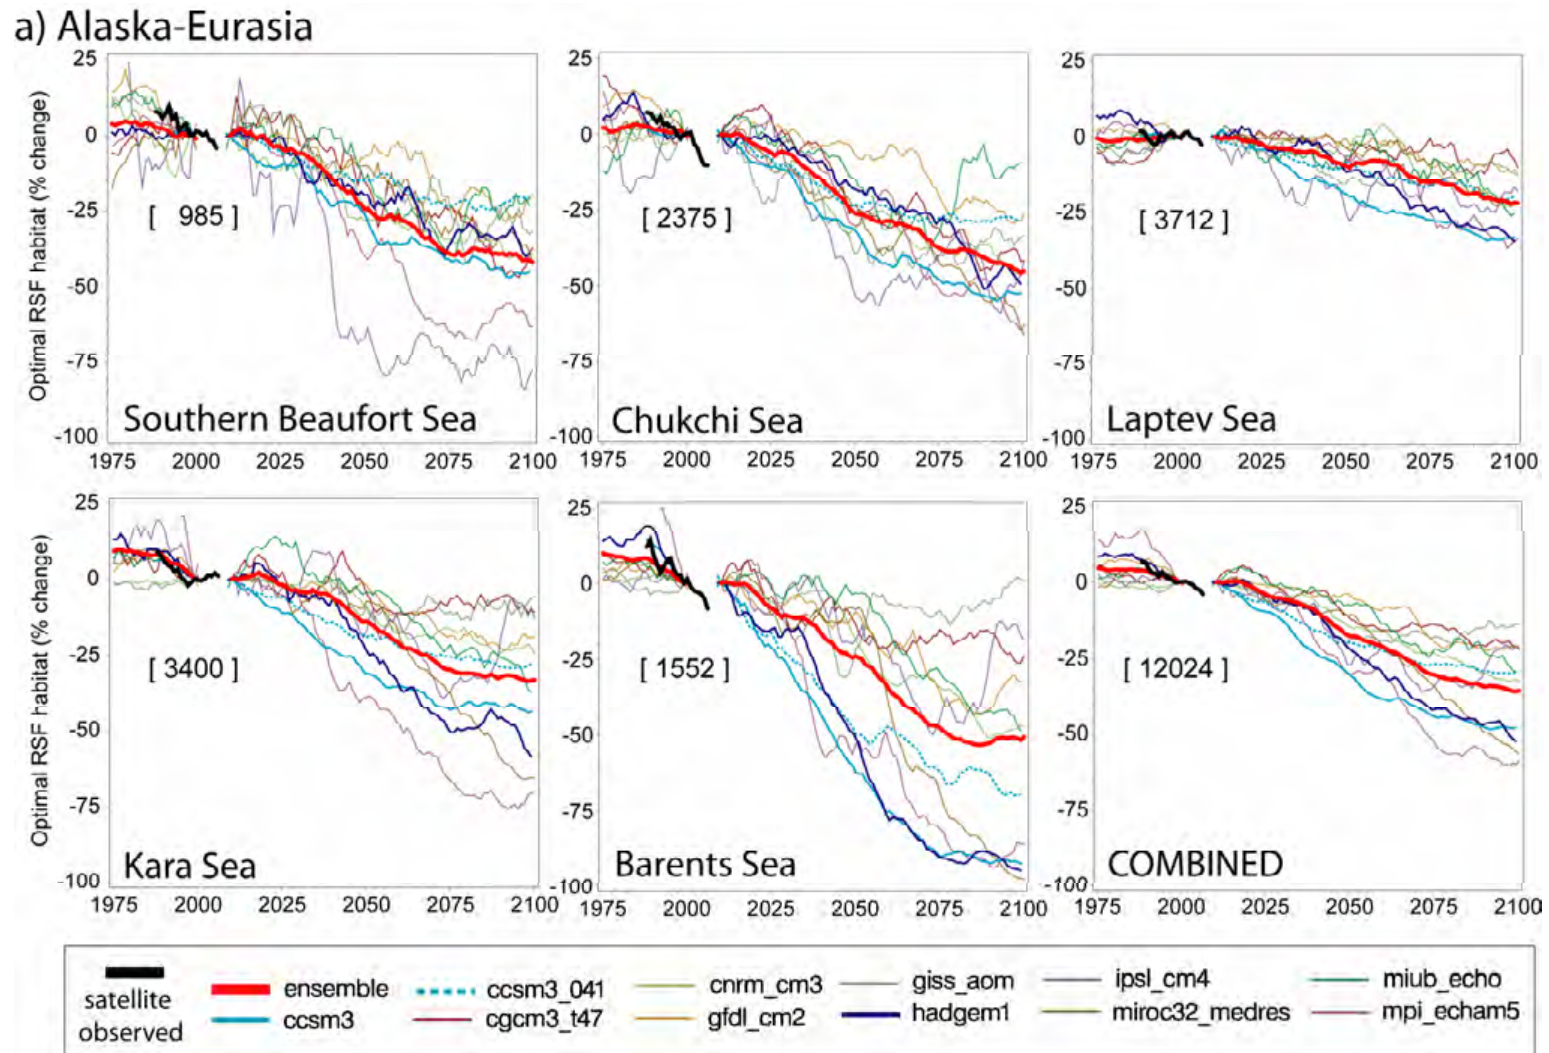 a) Alaska-Eurasia
Optimal RSF habitat (% change)
25
0
-25
-50
-75
-100
[ 985 ]
Southern Beaufort Sea
1975 2000 2025 2050 2075 2100
25
0
-25
-50
-75
-100
[ 2375 ]
Chukchi Sea
1975 2000 2025 2050 2075 2100
25
0
-25
-50
-75
-100
[ 3712 ]
Laptev Sea
1975 2000 2025 2050 2075 2100
Optimal RSF habitat (% change)
25
0
-25
-50
-75
-100
[ 3400 ]
Kara Sea
1975 2000 2025 2050 2075 2100
25
0
-25
-50
-75
-100
[ 1552 ]
Barents Sea
1975 2000 2025 2050 2075 2100
25
0
-25
-50
-75
-100
[ 12024 ]
COMBINED
1975 2000 2025 2050 2075 2100
satellite
observed
ensemble
ccsm3
ccsm3_041
cgcm3_t47
cnrm_cm3
gfdl_cm2
giss_aom
hadgem1
ipsl_cm4
miroc32_medres
miub_echo
mpi_echam5